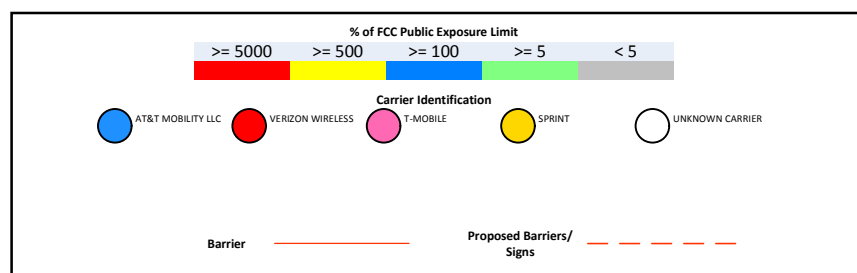 % of FCC Public Exposure Limit
>= 5000 >= 500 >= 100 >= 5 < 5
Carrier Identification
AT&T MOBILITY LLC VERIZON WIRELESS T-MOBILE SPRINT UNKNOWN CARRIER
Barrier Proposed Barriers/
Signs